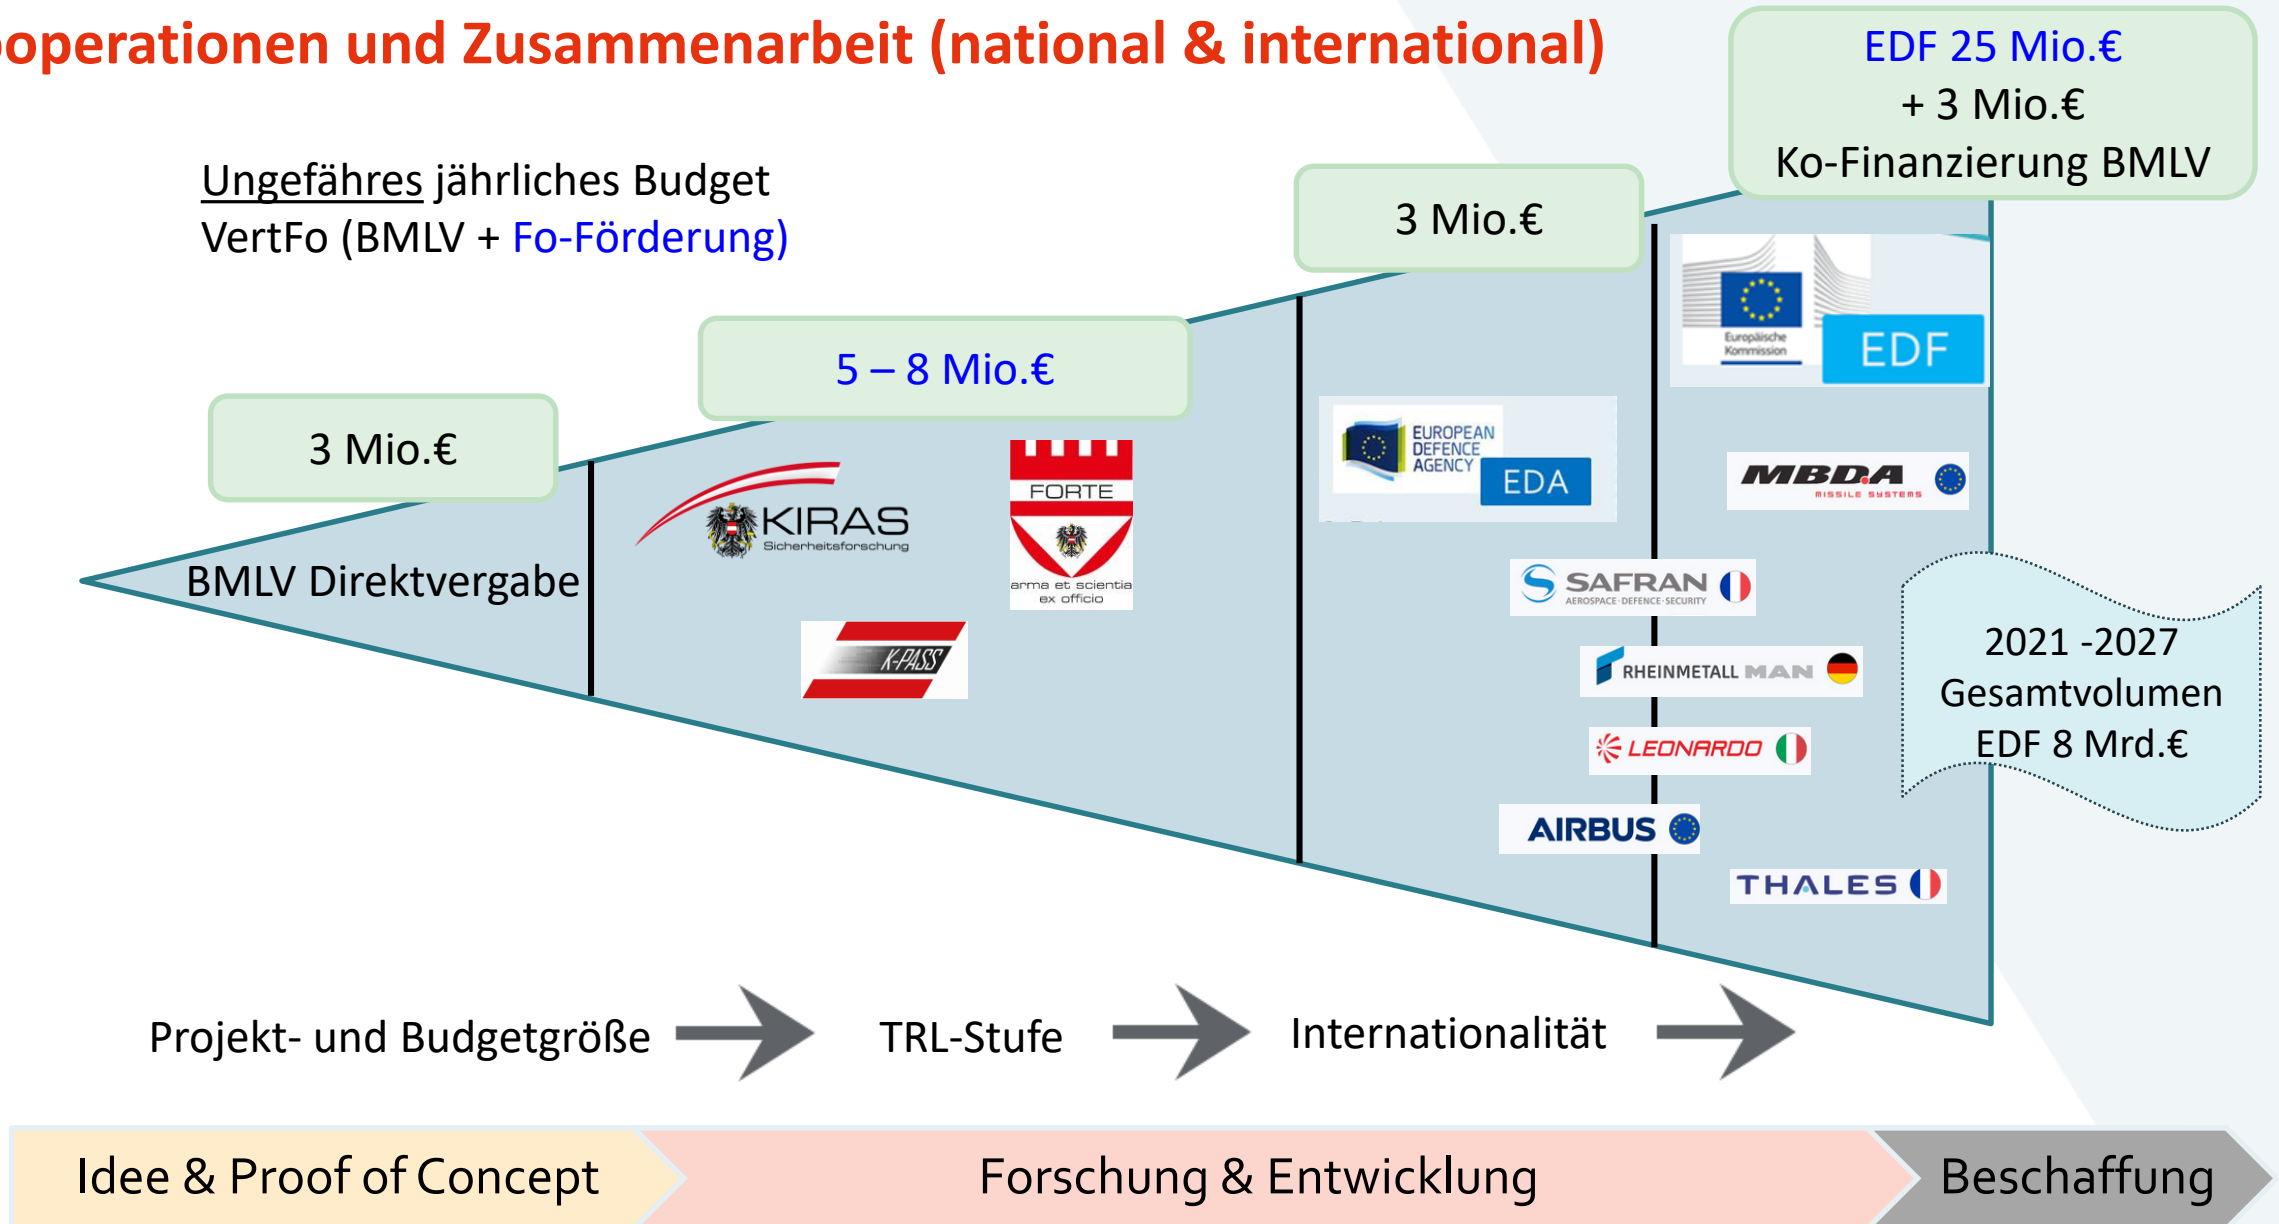 ooperationen und Zusammenarbeit (national & international)
EDF 25 Mio.€
+ 3 Mio.€
Ko-Finanzierung BMLV
Ungefähres jährliches Budget
VertFo (BMLV + Fo-Förderung)
3 Mio.€
5 – 8 Mio.€
3 Mio.€
BMLV Direktvergabe
KIRAS
Sicherheitsforschung
FORTE
arma et scientia
ex officio
K-PASS
EUROPEAN
DEFENCE
AGENCY
EDA
Europäische
Kommission
EDF
MBDA
MISSILE SYSTEMS
SAFRAN
AEROSPACE · DEFENCE · SECURITY
RHEINMETALL MAN
LEONARDO
AIRBUS
THALES
2021 -2027
Gesamtvolumen
EDF 8 Mrd.€
Projekt- und Budgetgröße
TRL-Stufe
Internationalität
Idee & Proof of Concept
Forschung & Entwicklung
Beschaffung